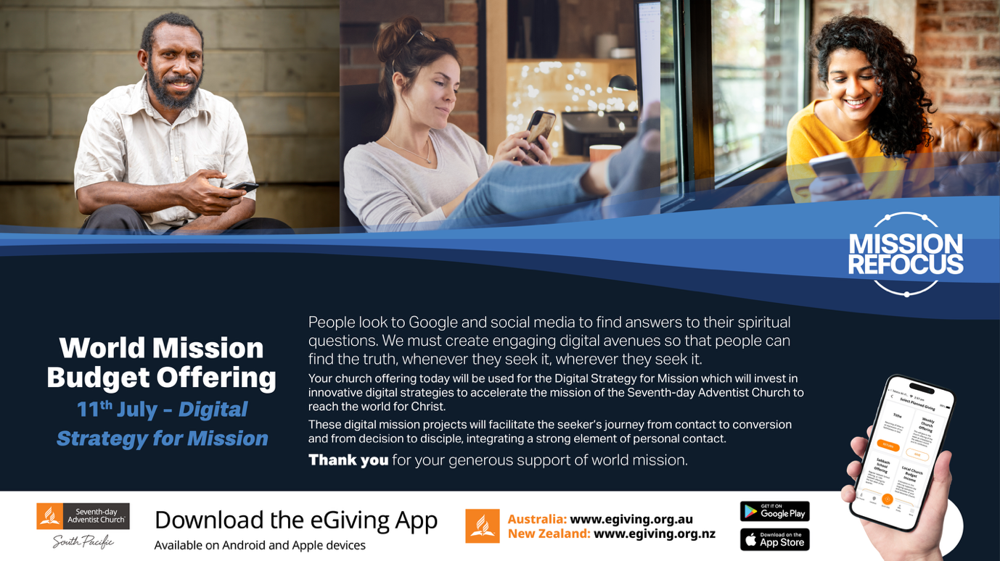 MISSION
REFOCUS
World Mission
Budget Offering
11th July – Digital
Strategy for Mission
People look to Google and social media to find answers to their spiritual
questions. We must create engaging digital avenues so that people can
find the truth, whenever they seek it, wherever they seek it.
Your church offering today will be used for the Digital Strategy for Mission which will invest in
innovative digital strategies to accelerate the mission of the Seventh-day Adventist Church to
reach the world for Christ.
These digital mission projects will facilitate the seeker's journey from contact to conversion
and from decision to disciple, integrating a strong element of personal contact.
Thank you for your generous support of world mission.
Select Planned Giving
Tithe
Weekly
Church
Offering
Sabbath
School
Offering
Local Church
Budget
Income
Seventh-day
Adventist Church
South Pacific
Download the eGiving App
Available on Android and Apple devices
Australia: www.egiving.org.au
New Zealand: www.egiving.org.nz
GET IT ON
Google Play
Download on the
App Store